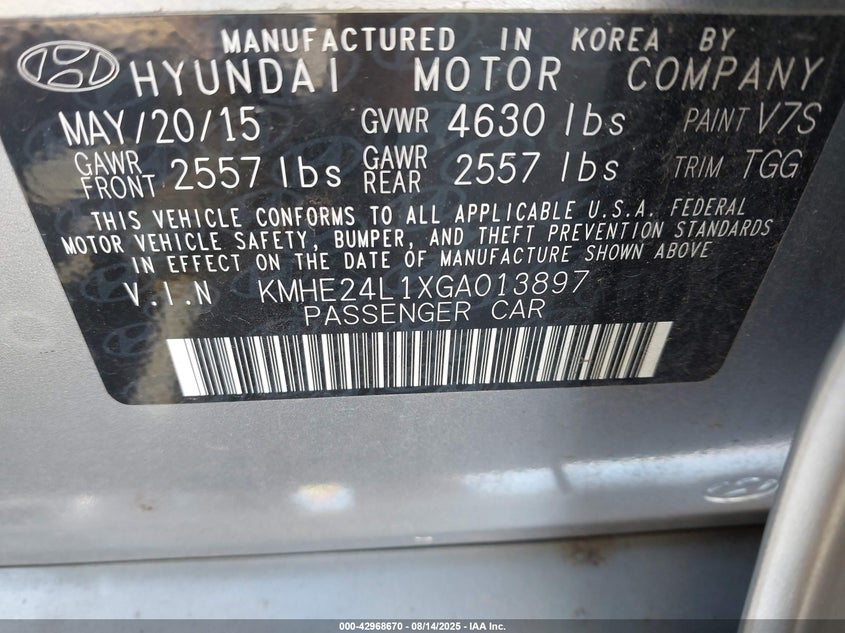 MANUFACTURED IN KOREA BY
HYUNDAI MOTOR COMPANY
MAY/20/15 GVWR 4630 lbs PAINT V7S
GAWR FRONT 2557 lbs GAWR REAR 2557 lbs TRIM TGG
THIS VEHICLE CONFORMS TO ALL APPLICABLE U.S.A. FEDERAL
MOTOR VEHICLE SAFETY, BUMPER, AND THEFT PREVENTION STANDARDS
IN EFFECT ON THE DATE OF MANUFACTURE SHOWN ABOVE
V.I.N KMHE24L1XGA013897
PASSENGER CAR
000-42968670 - 08/14/2025 - IAA Inc.